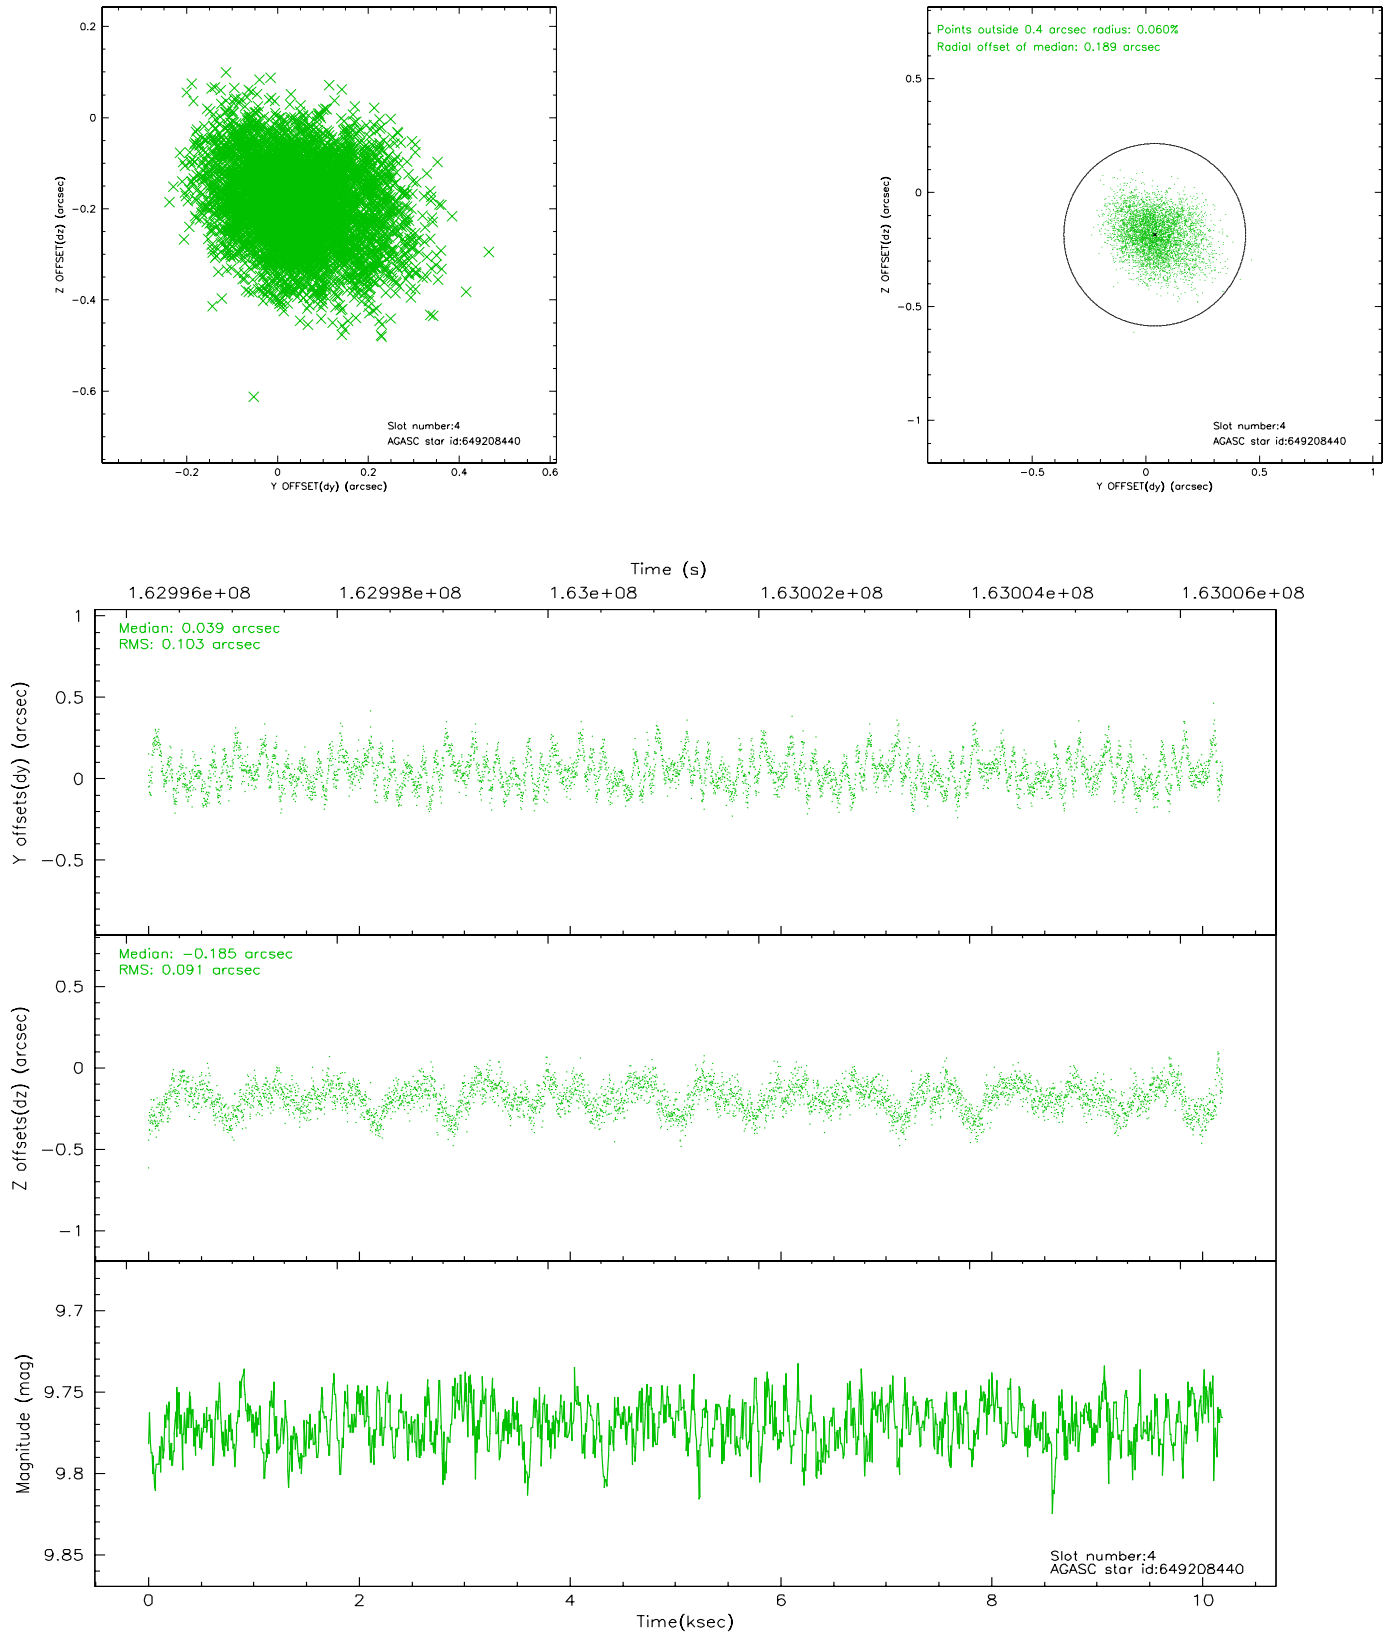 0.2
0
−0.2
−0.4
−0.6
Z OFFSET(dz) (arcsec)
Slot number:4
AGASC star id:649208440
−0.2 0 0.2 0.4 0.6
Y OFFSET(dy) (arcsec)
Points outside 0.4 arcsec radius: 0.060%
Radial offset of median: 0.189 arcsec
0.5
0
−0.5
−1
Z OFFSET(dz) (arcsec)
Slot number:4
AGASC star id:649208440
−0.5 0 0.5 1
Y OFFSET(dy) (arcsec)
Time (s)
1.62996e+08 1.62998e+08 1.63e+08 1.63002e+08 1.63004e+08 1.63006e+08
Median: 0.039 arcsec
RMS: 0.103 arcsec
1
0.5
0
−0.5
Y offsets(dy) (arcsec)
Median: −0.185 arcsec
RMS: 0.091 arcsec
0.5
0
−0.5
−1
Z offsets(dz) (arcsec)
9.7
9.75
9.8
9.85
Magnitude (mag)
Slot number:4
AGASC star id:649208440
0 2 4 6 8 10
Time(ksec)